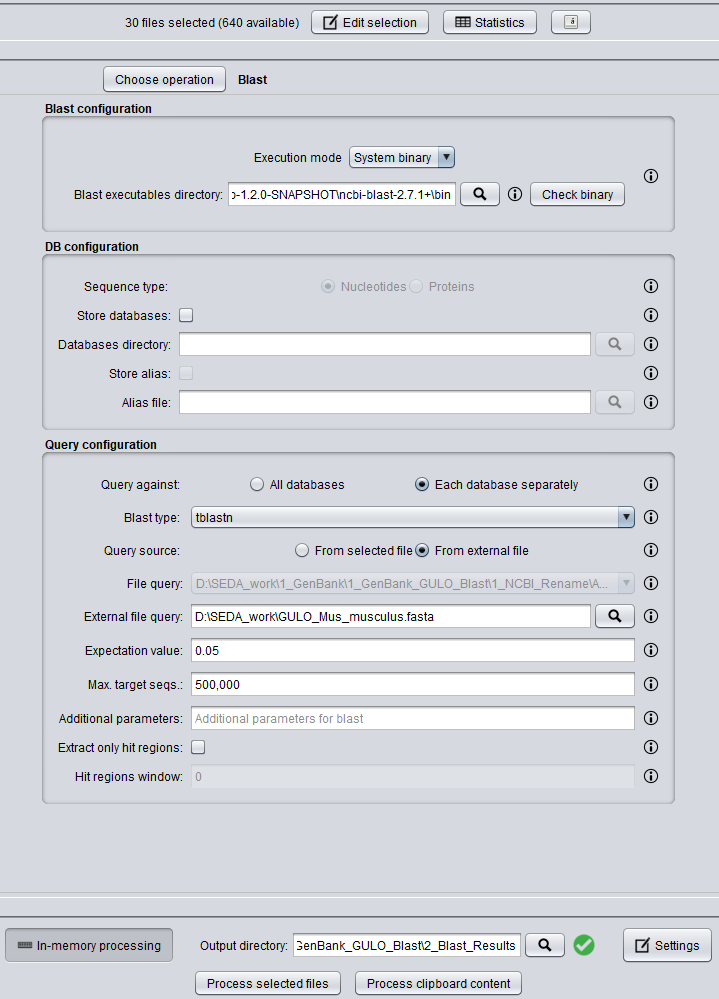 30 files selected (640 available) Edit selection Statistics
Choose operation Blast
Blast configuration
Execution mode System binary
Blast executables directory: ɔ-1.2.0-SNAPSHOT\ncbi-blast-2.7.1+\bin Check binary
DB configuration
Sequence type: Nucleotides Proteins
Store databases:
Databases directory:
Store alias:
Alias file:
Query configuration
Query against: All databases Each database separately
Blast type: tblastn
Query source: From selected file From external file
File query: D:\SEDA_work\1_GenBank\1_GenBank_GULO_Blast\1_NCBI_Rename\A...
External file query: D:\SEDA_work\GULO_Mus_musculus.fasta
Expectation value: 0.05
Max. target seqs.: 500,000
Additional parameters: Additional parameters for blast
Extract only hit regions:
Hit regions window: 0
In-memory processing Output directory: GenBank_GULO_Blast\2_Blast_Results Settings
Process selected files Process clipboard content